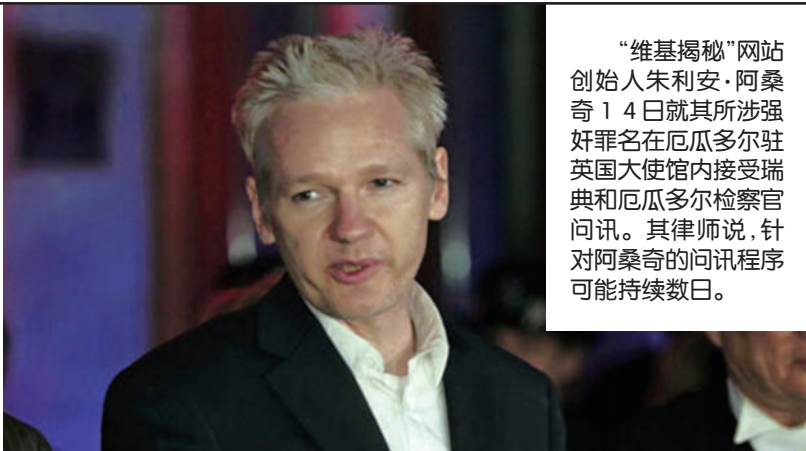 “维基揭秘”网站
创始人朱利安·阿桑
奇14日就其所涉强
奸罪名在厄瓜多尔驻
英国大使馆内接受瑞
典和厄瓜多尔检察官
问讯。其律师说,针
对阿桑奇的问讯程序
可能持续数日。